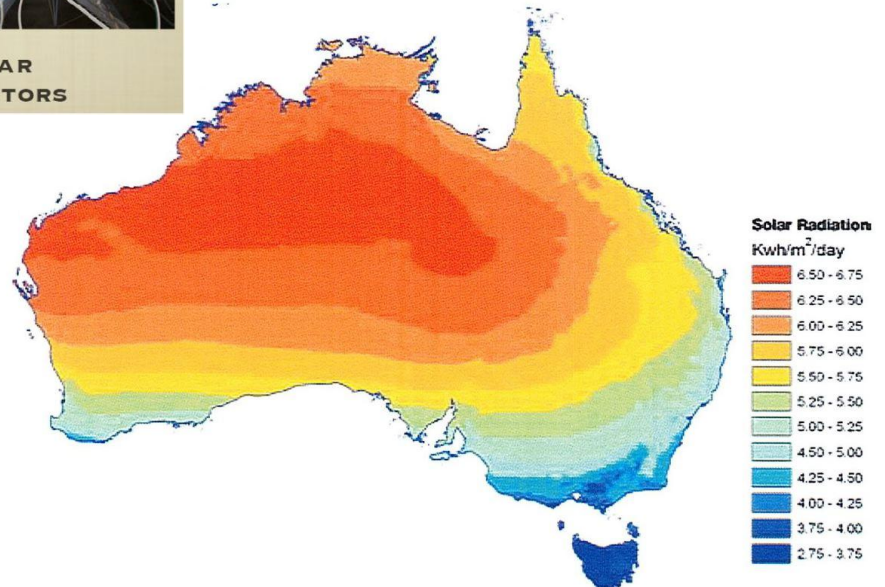 AR
TORS
Solar Radiation
Kwh/m²/day
6.50 - 6.75
6.25 - 6.50
6.00 - 6.25
5.75 - 6.00
5.50 - 5.75
5.25 - 5.50
5.00 - 5.25
4.50 - 5.00
4.25 - 4.50
4.00 - 4.25
3.75 - 4.00
2.75 - 3.75